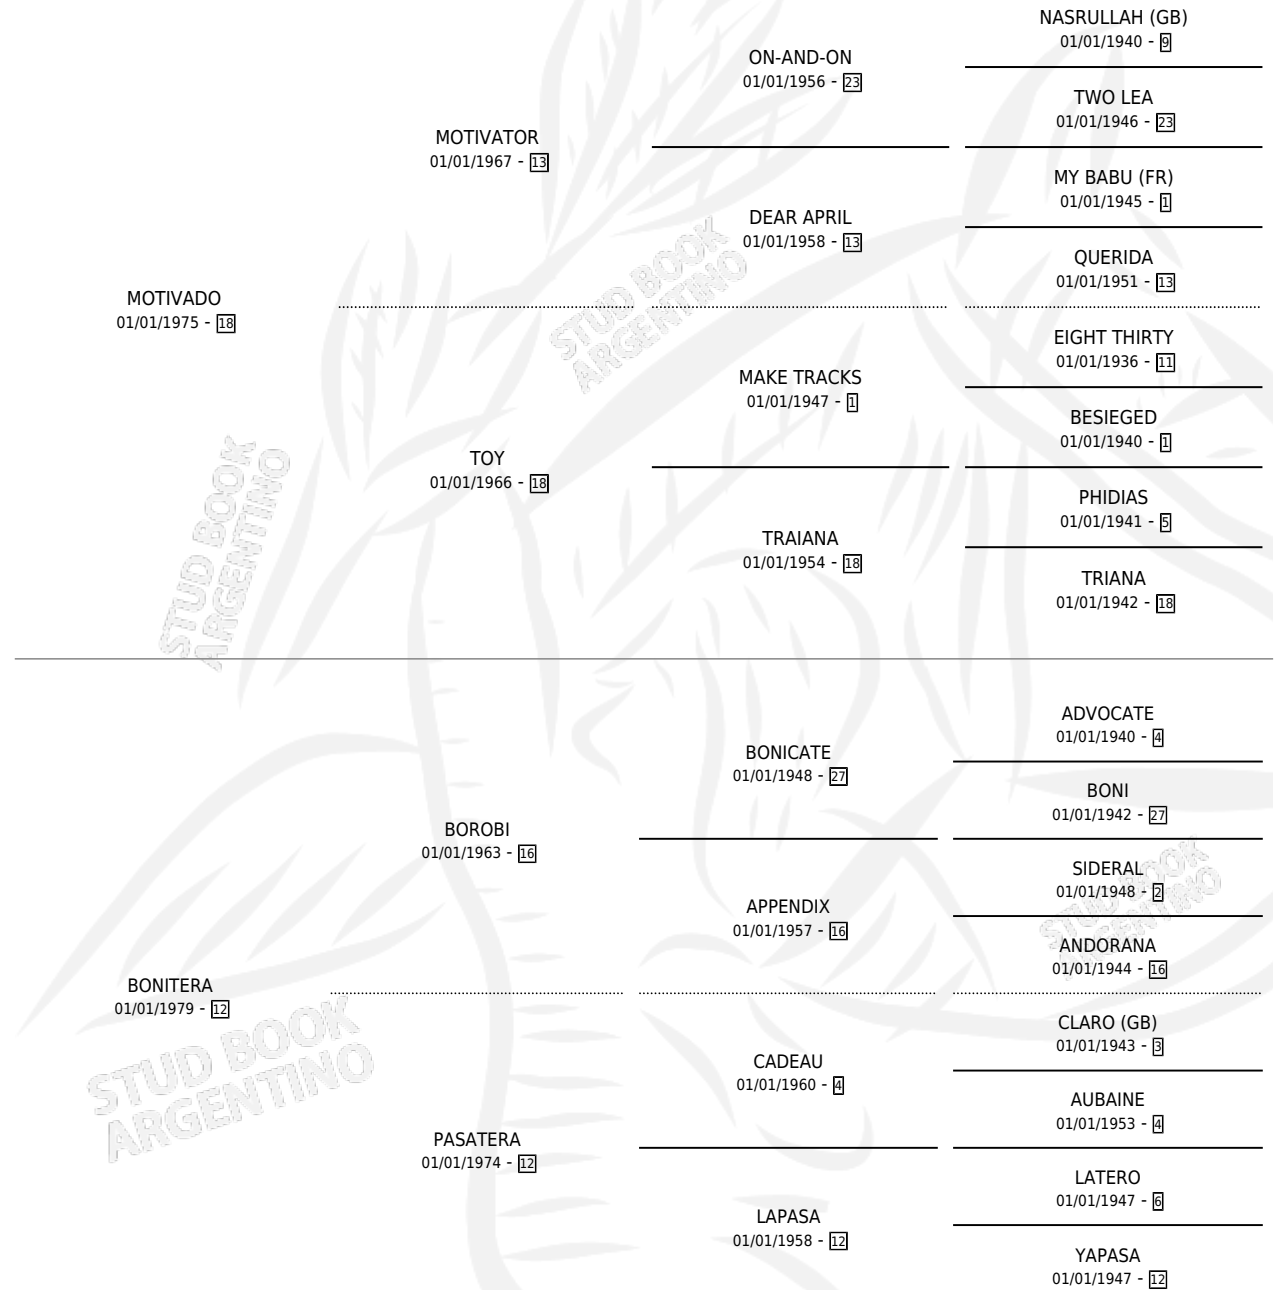 NASRULLAH (GB)
01/01/1940 - 9
ON-AND-ON
01/01/1956 - 23
TWO LEA
01/01/1946 - 23
MOTIVATOR
01/01/1967 - 13
MY BABU (FR)
01/01/1945 - 1
DEAR APRIL
01/01/1958 - 13
QUERIDA
01/01/1951 - 13
MOTIVADO
01/01/1975 - 18
EIGHT THIRTY
01/01/1936 - 11
MAKE TRACKS
01/01/1947 - 1
BESIEGED
01/01/1940 - 1
TOY
01/01/1966 - 18
PHIDIAS
01/01/1941 - 5
TRAIANA
01/01/1954 - 18
TRIANA
01/01/1942 - 18
STUD BOOK
ARGENTINO
STUD BOOK
ARGENTINO
ADVOCATE
01/01/1940 - 4
BONICATE
01/01/1948 - 27
BONI
01/01/1942 - 27
BOROBI
01/01/1963 - 16
SIDERAL
01/01/1948 - 2
APPENDIX
01/01/1957 - 16
ANDORANA
01/01/1944 - 16
STUD BOOK
ARGENTINO
BONITERA
01/01/1979 - 12
CLARO (GB)
01/01/1943 - 3
CADEAU
01/01/1960 - 4
AUBAINE
01/01/1953 - 4
STUD BOOK
ARGENTINO
PASATERA
01/01/1974 - 12
LATERO
01/01/1947 - 6
LAPASA
01/01/1958 - 12
YAPASA
01/01/1947 - 12